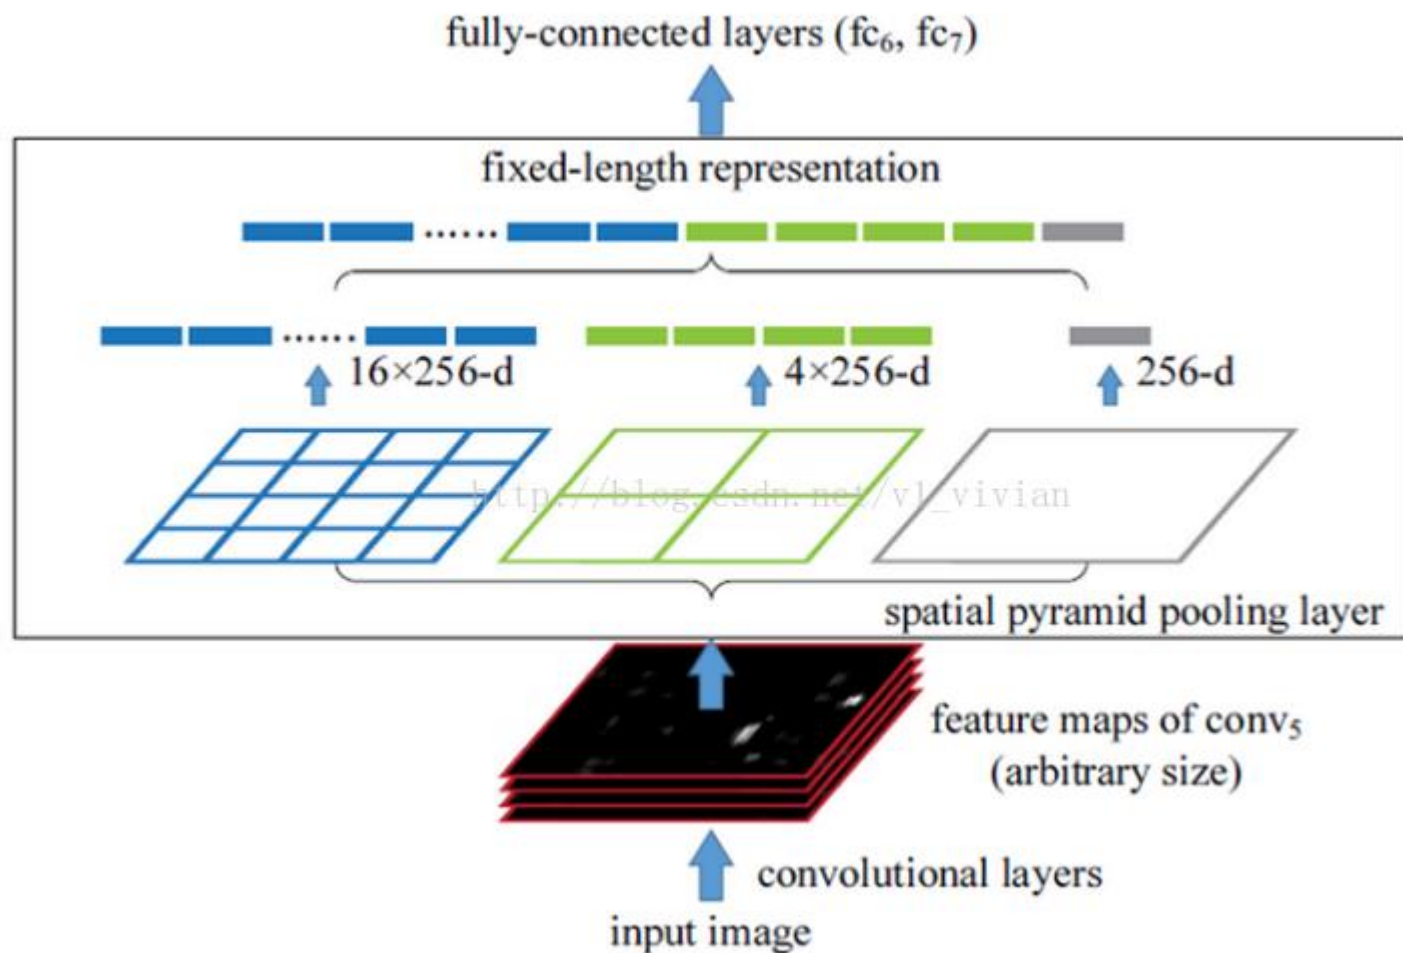 fully-connected layers (fc₆, fc₇)
fixed-length representation
......
......
16×256-d
4×256-d
256-d
http://blog.csdn.net/vj_vivian
spatial pyramid pooling layer
feature maps of conv₅
(arbitrary size)
convolutional layers
input image